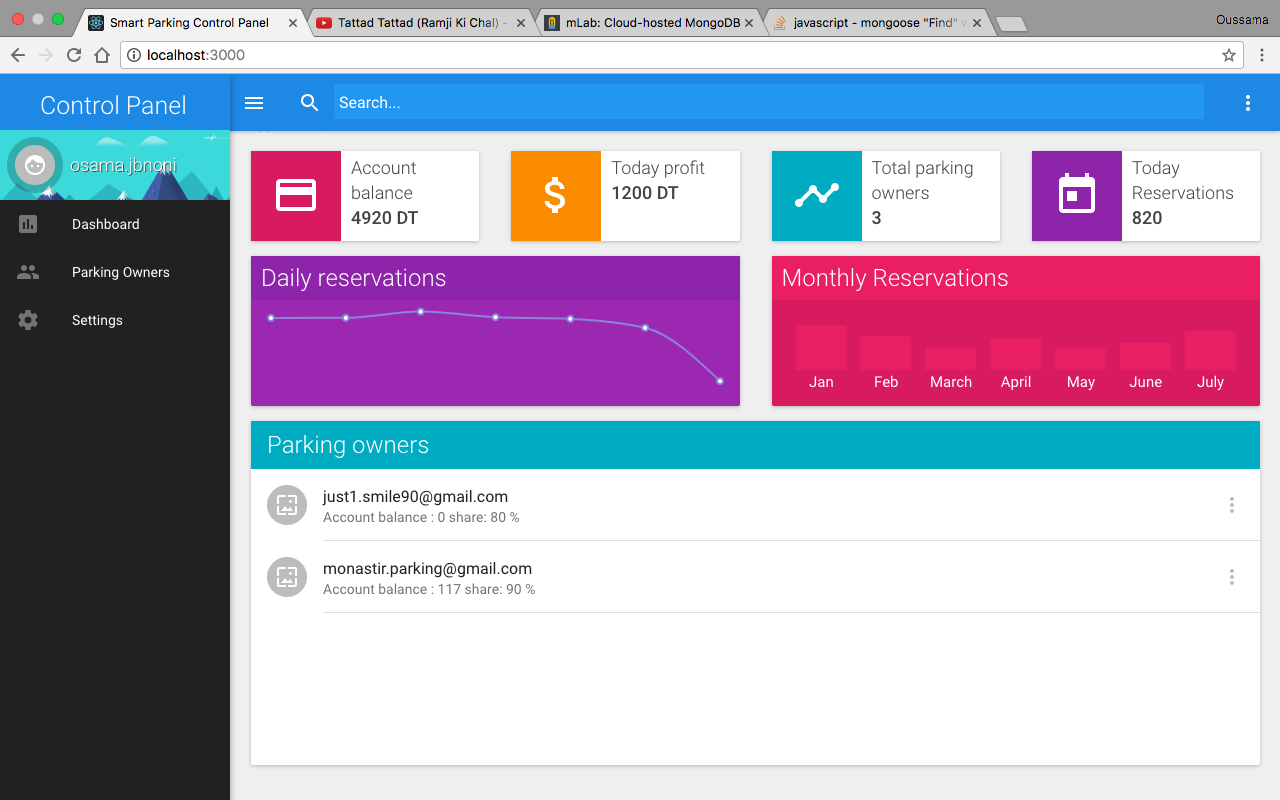 Smart Parking Control Panel
Tattad Tattad (Ramji Ki Chal) -
mLab: Cloud-hosted MongoDB
javascript - mongoose "Find" w
Oussama
localhost:3000
Control Panel
Search...
osama.jbnoni
Dashboard
Parking Owners
Settings
Account
balance
4920 DT
Today profit
1200 DT
Total parking
owners
3
Today
Reservations
820
Daily reservations
Monthly Reservations
Jan Feb March April May June July
Parking owners
just1.smile90@gmail.com
Account balance : 0 share: 80 %
monastir.parking@gmail.com
Account balance : 117 share: 90 %